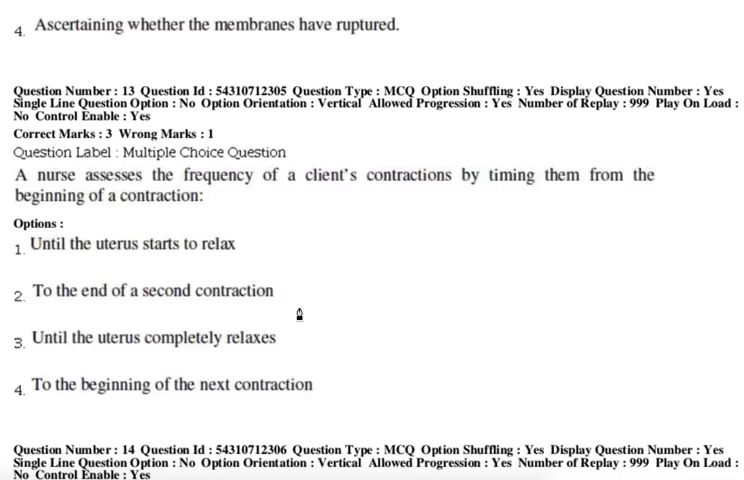 4. Ascertaining whether the membranes have ruptured.
Question Number : 13 Question Id : 54310712305 Question Type : MCQ Option Shuffling : Yes Display Question Number : Yes
Single Line Question Option : No Option Orientation : Vertical Allowed Progression : Yes Number of Replay : 999 Play On Load :
No Control Enable : Yes
Correct Marks : 3 Wrong Marks : 1
Question Label : Multiple Choice Question
A nurse assesses the frequency of a client's contractions by timing them from the
beginning of a contraction:
Options :
1. Until the uterus starts to relax
2. To the end of a second contraction
3. Until the uterus completely relaxes
4. To the beginning of the next contraction
Question Number : 14 Question Id : 54310712306 Question Type : MCQ Option Shuffling : Yes Display Question Number : Yes
Single Line Question Option : No Option Orientation : Vertical Allowed Progression : Yes Number of Replay : 999 Play On Load :
No Control Enable : Yes